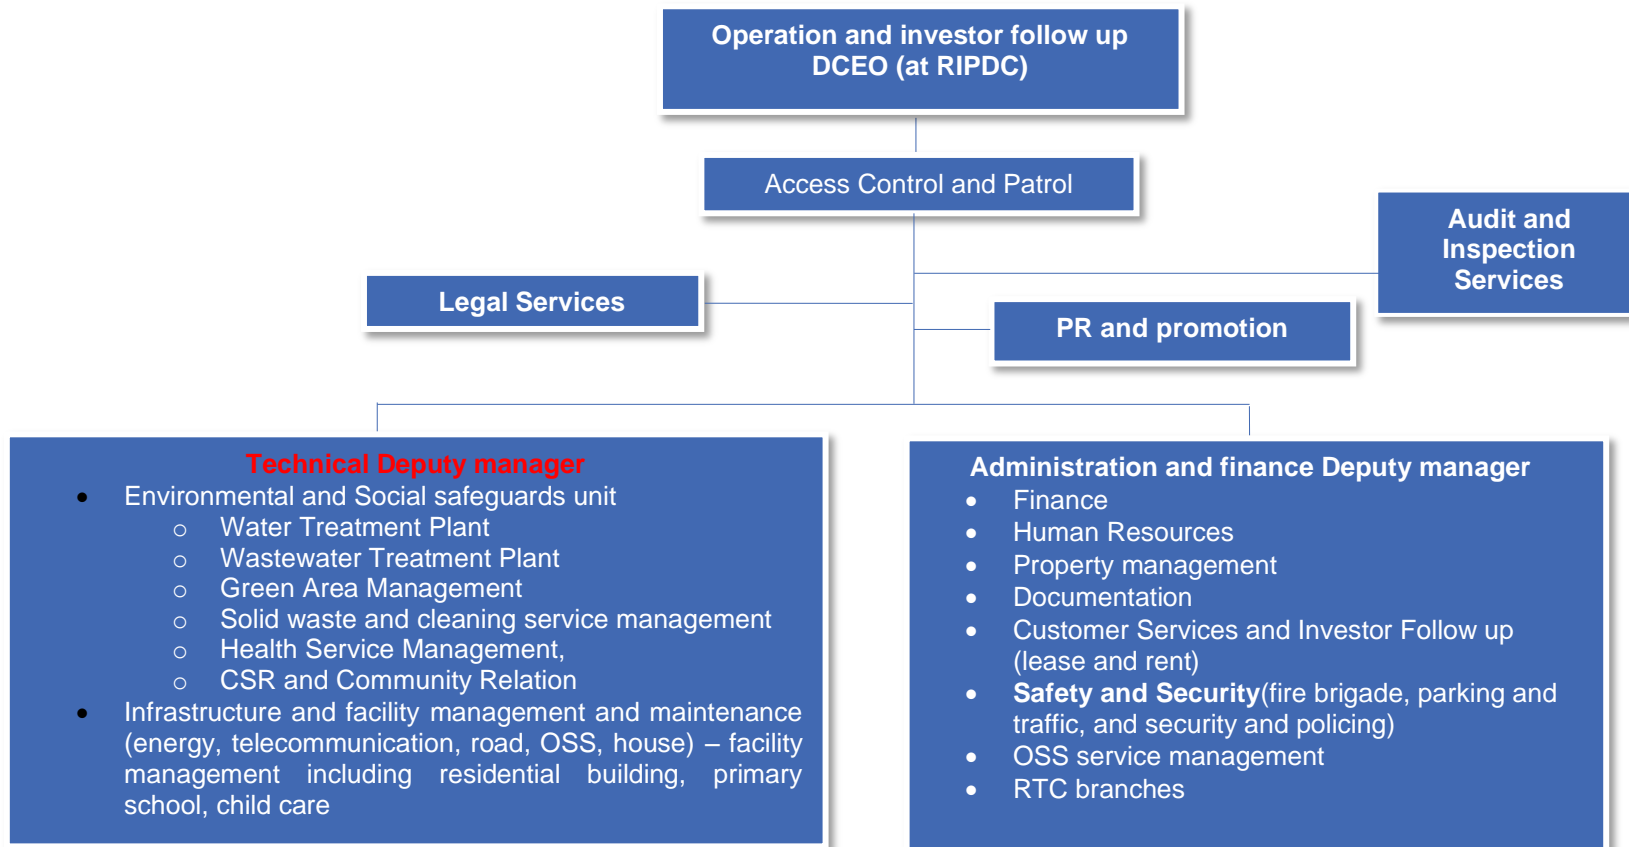 Operation and investor follow up
DCEO (at RIPDC)
Access Control and Patrol
Audit and
Inspection
Services
Legal Services
PR and promotion
Technical Deputy manager
• Environmental and Social safeguards unit
o Water Treatment Plant
o Wastewater Treatment Plant
o Green Area Management
o Solid waste and cleaning service management
o Health Service Management,
o CSR and Community Relation
• Infrastructure and facility management and maintenance
(energy, telecommunication, road, OSS, house) – facility
management including residential building, primary
school, child care
Administration and finance Deputy manager
• Finance
• Human Resources
• Property management
• Documentation
• Customer Services and Investor Follow up
(lease and rent)
• Safety and Security(fire brigade, parking and
traffic, and security and policing)
• OSS service management
• RTC branches